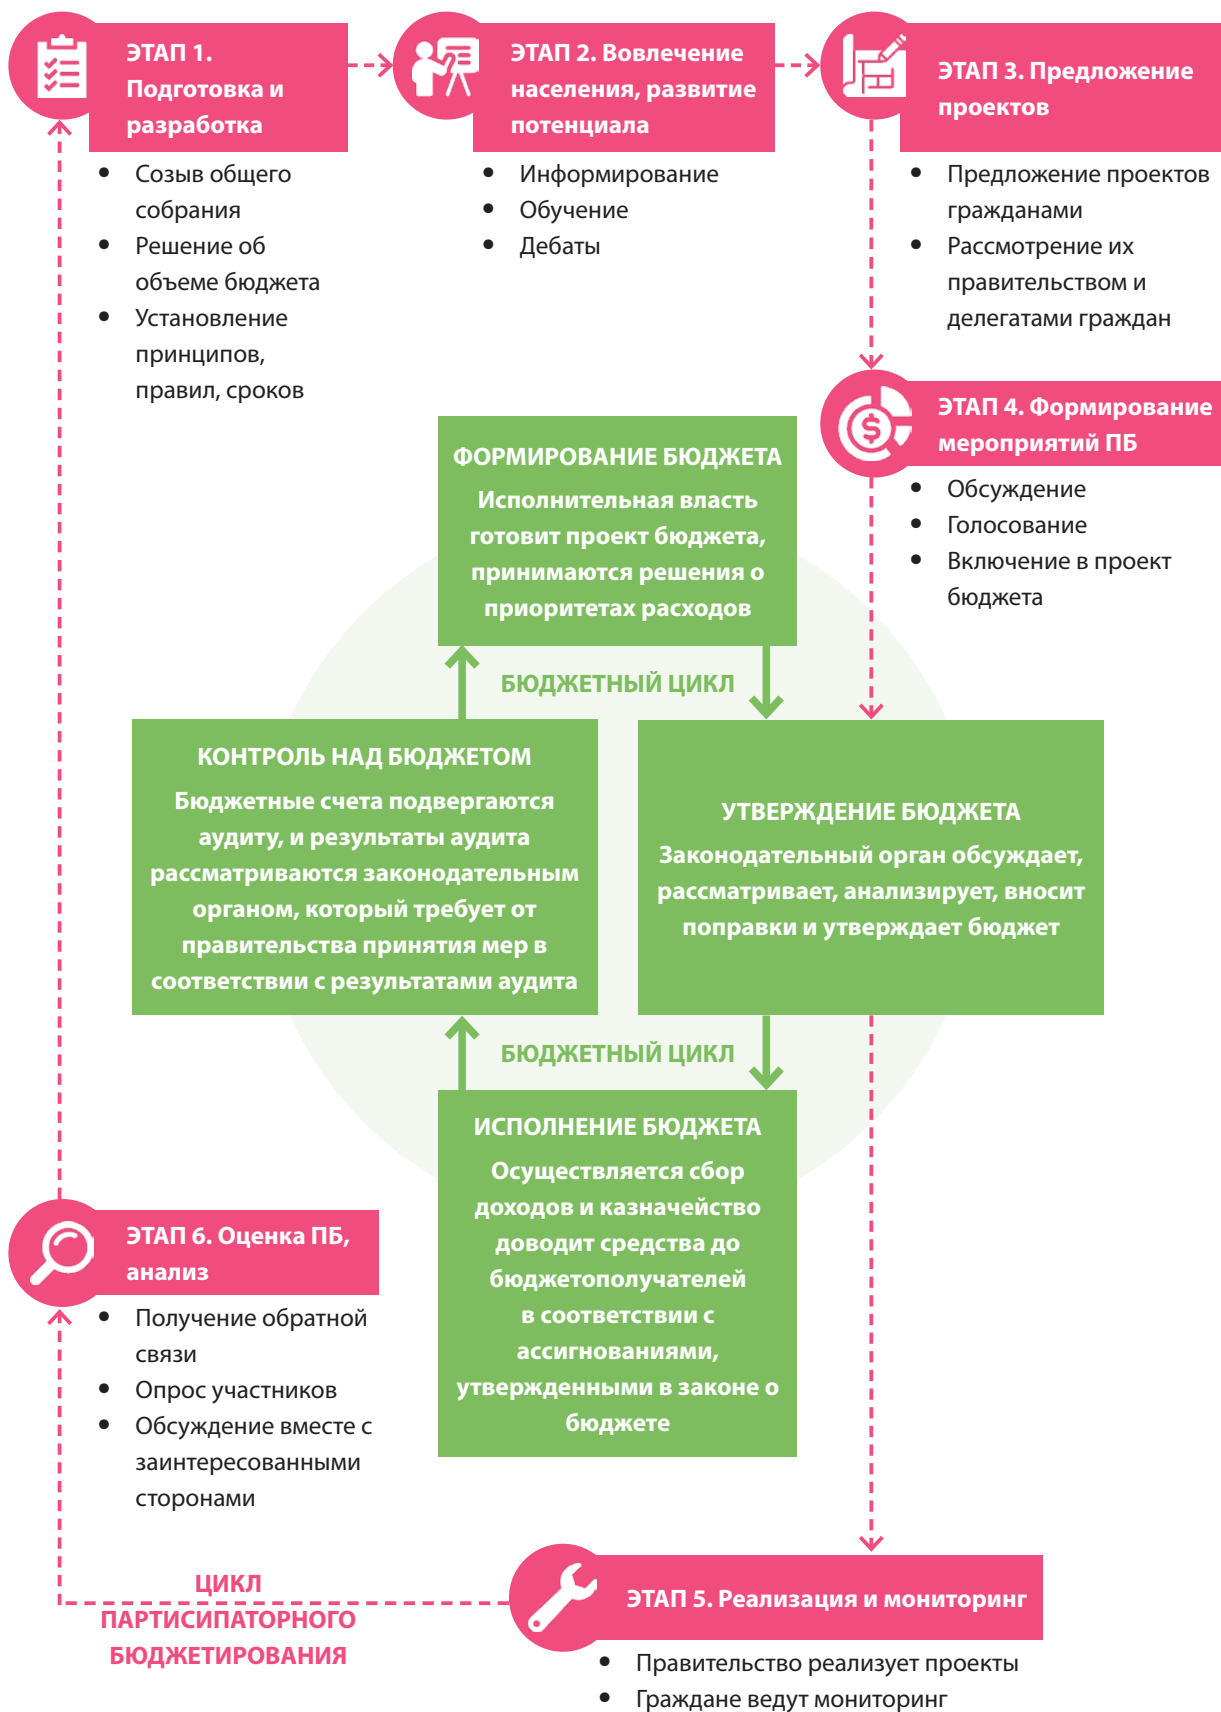 ЭТАП 1.
Подготовка и
разработка
• Созыв общего
собрания
• Решение об
объеме бюджета
• Установление
принципов,
правил, сроков
ЭТАП 2. Вовлечение
населения, развитие
потенциала
• Информирование
• Обучение
• Дебаты
ЭТАП 3. Предложение
проектов
• Предложение проектов
гражданами
• Рассмотрение их
правительством и
делегатами граждан
ЭТАП 4. Формирование
мероприятий ПБ
• Обсуждение
• Голосование
• Включение в проект
бюджета
ФОРМИРОВАНИЕ БЮДЖЕТА
Исполнительная власть
готовит проект бюджета,
принимаются решения о
приоритетах расходов
БЮДЖЕТНЫЙ ЦИКЛ
КОНТРОЛЬ НАД БЮДЖЕТОМ
Бюджетные счета подвергаются
аудиту, и результаты аудита
рассматриваются законодательным
органом, который требует от
правительства принятия мер в
соответствии с результатами аудита
УТВЕРЖДЕНИЕ БЮДЖЕТА
Законодательный орган обсуждает,
рассматривает, анализирует, вносит
поправки и утверждает бюджет
БЮДЖЕТНЫЙ ЦИКЛ
ИСПОЛНЕНИЕ БЮДЖЕТА
Осуществляется сбор
доходов и казначейство
доводит средства до
бюджетополучателей
в соответствии с
ассигнованиями,
утвержденными в законе о
бюджете
ЭТАП 6. Оценка ПБ,
анализ
• Получение обратной
связи
• Опрос участников
• Обсуждение вместе с
заинтересованными
сторонами
ЦИКЛ
ПАРТИСИПАТОРНОГО
БЮДЖЕТИРОВАНИЯ
ЭТАП 5. Реализация и мониторинг
• Правительство реализует проекты
• Граждане ведут мониторинг